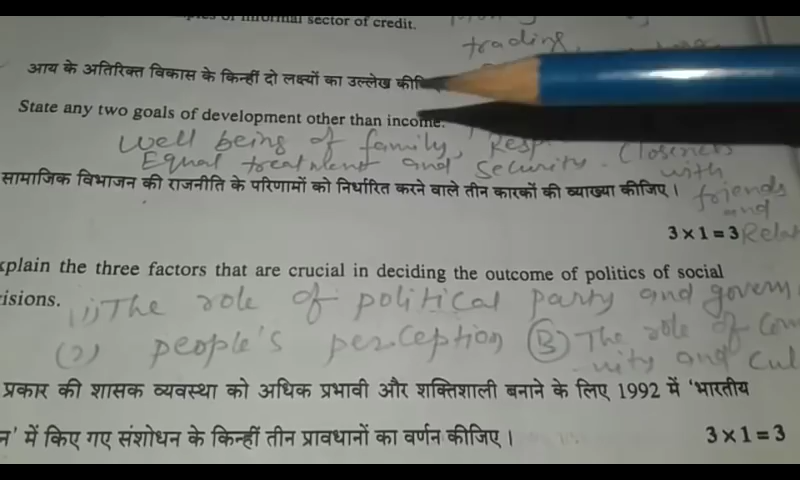 of informal sector of credit.
trading,
आय के अतिरिक्त विकास के किन्हीं दो लक्ष्यों का उल्लेख
State any two goals of development other than income.
Well being of family, Resp
Equal treatment and security. Closeness
with
सामाजिक विभाजन की राजनीति के परिणामों को निर्धारित करने वाले तीन कारकों की व्याख्या कीजिए ।
friends
and
3 × 1 = 3 Relat
xplain the three factors that are crucial in deciding the outcome of politics of social
isions.
(1) The role of political party and govern
(2) people's perception (3) The role of Com
nity and Cul
प्रकार की शासक व्यवस्था को अधिक प्रभावी और शक्तिशाली बनाने के लिए 1992 में 'भारतीय
न' में किए गए संशोधन के किन्हीं तीन प्रावधानों का वर्णन कीजिए ।
3 × 1 = 3